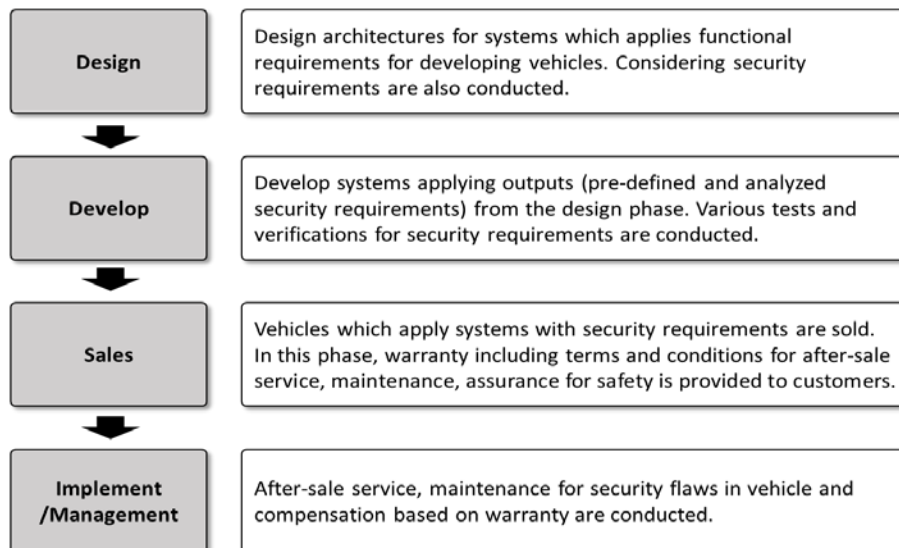 Design
Design architectures for systems which applies functional
requirements for developing vehicles. Considering security
requirements are also conducted.
Develop
Develop systems applying outputs (pre-defined and analyzed
security requirements) from the design phase. Various tests and
verifications for security requirements are conducted.
Sales
Vehicles which apply systems with security requirements are sold.
In this phase, warranty including terms and conditions for after-sale
service, maintenance, assurance for safety is provided to customers.
Implement
/Management
After-sale service, maintenance for security flaws in vehicle and
compensation based on warranty are conducted.